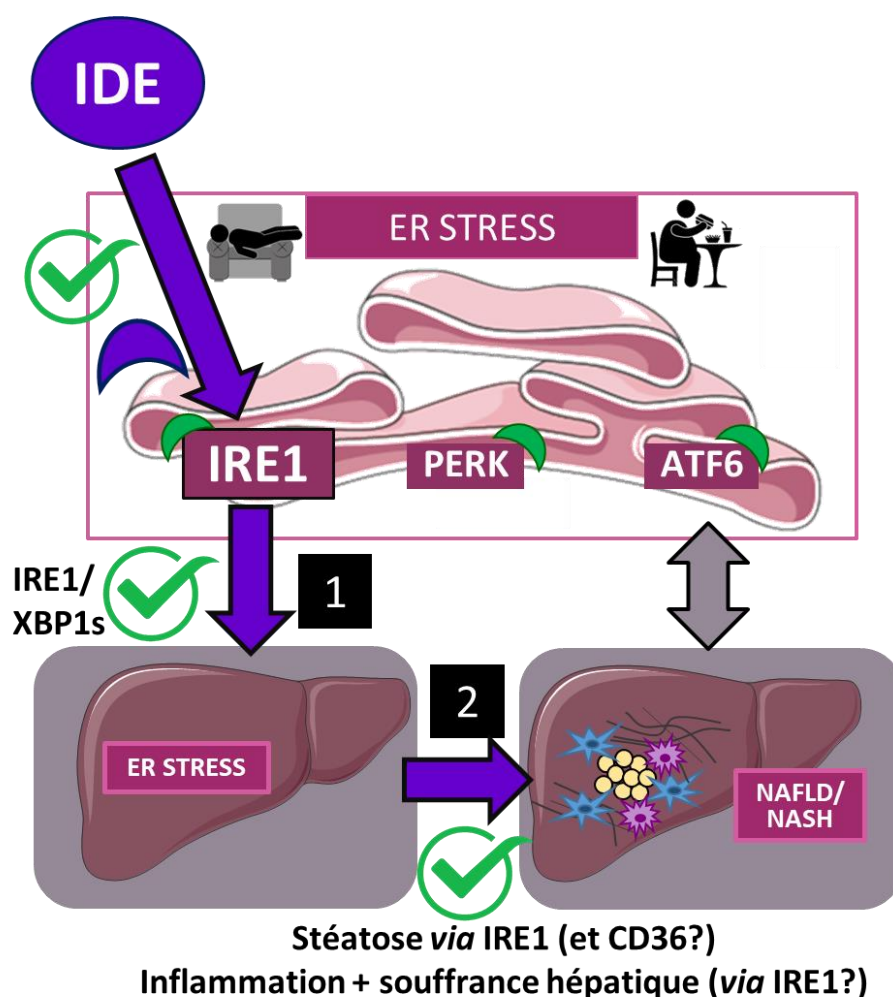 IDE
ER STRESS
IRE1
PERK
ATF6
IRE1/
XBP1s
1
2
ER STRESS
NAFLD/
NASH
Stéatose via IRE1 (et CD36?)
Inflammation + souffrance hépatique (via IRE1?)